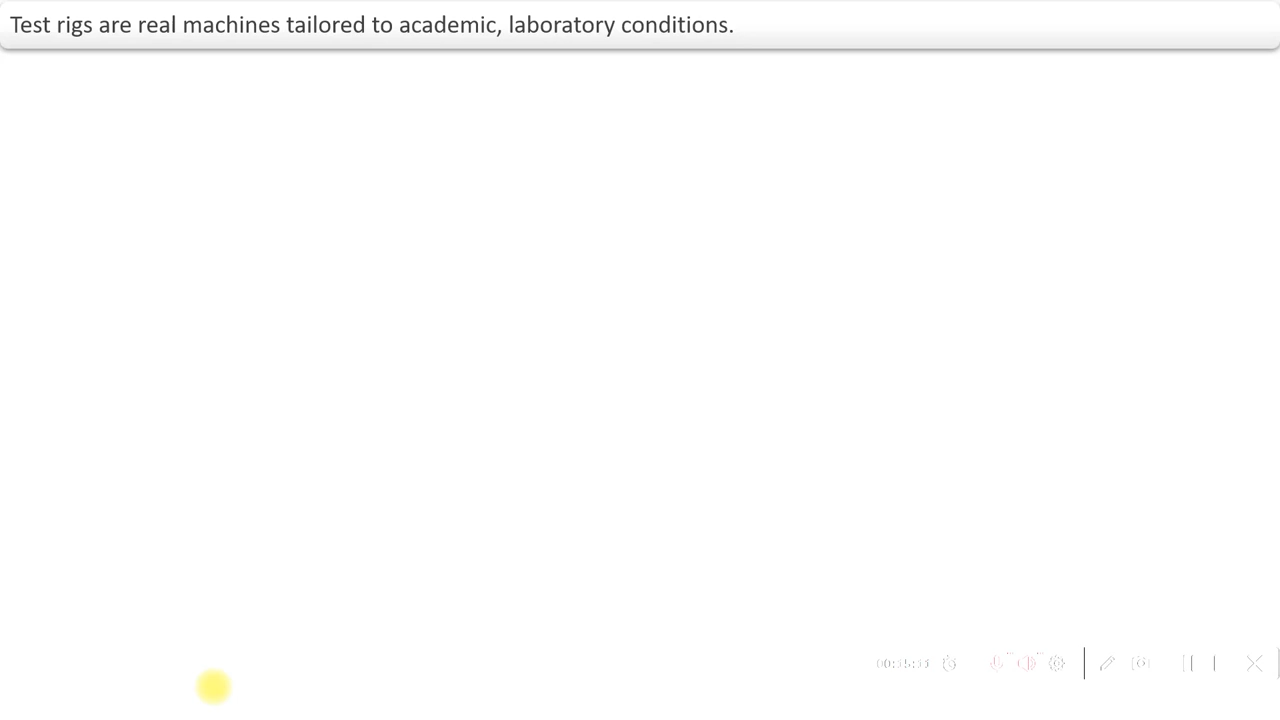 Test rigs are real machines tailored to academic, laboratory conditions.